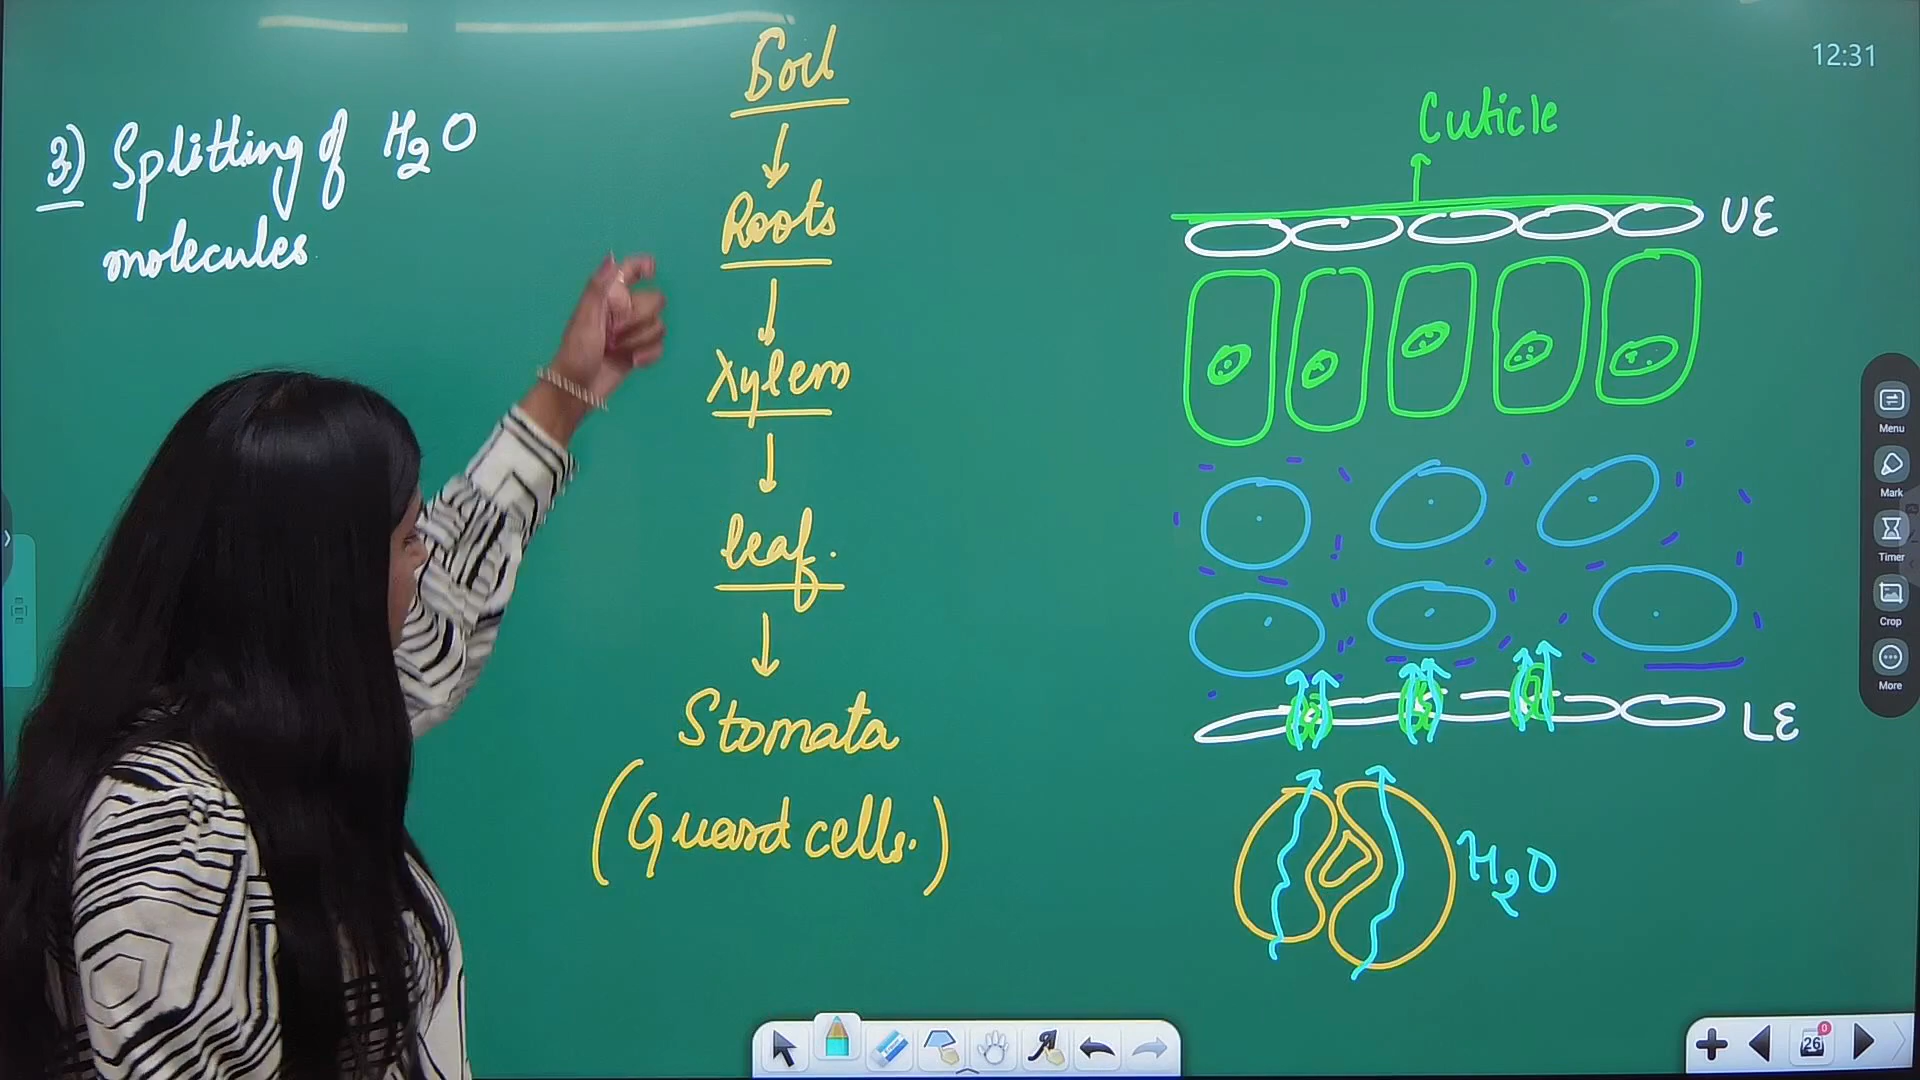 3) Splitting of H2O
molecules
Soil
↓
Roots
↓
Xylem
↓
leaf.
↓
Stomata
(Guard cells.)
12:31
Cuticle
UE
LE
H2O
Menu
Mark
Timer
Crop
More
26
0